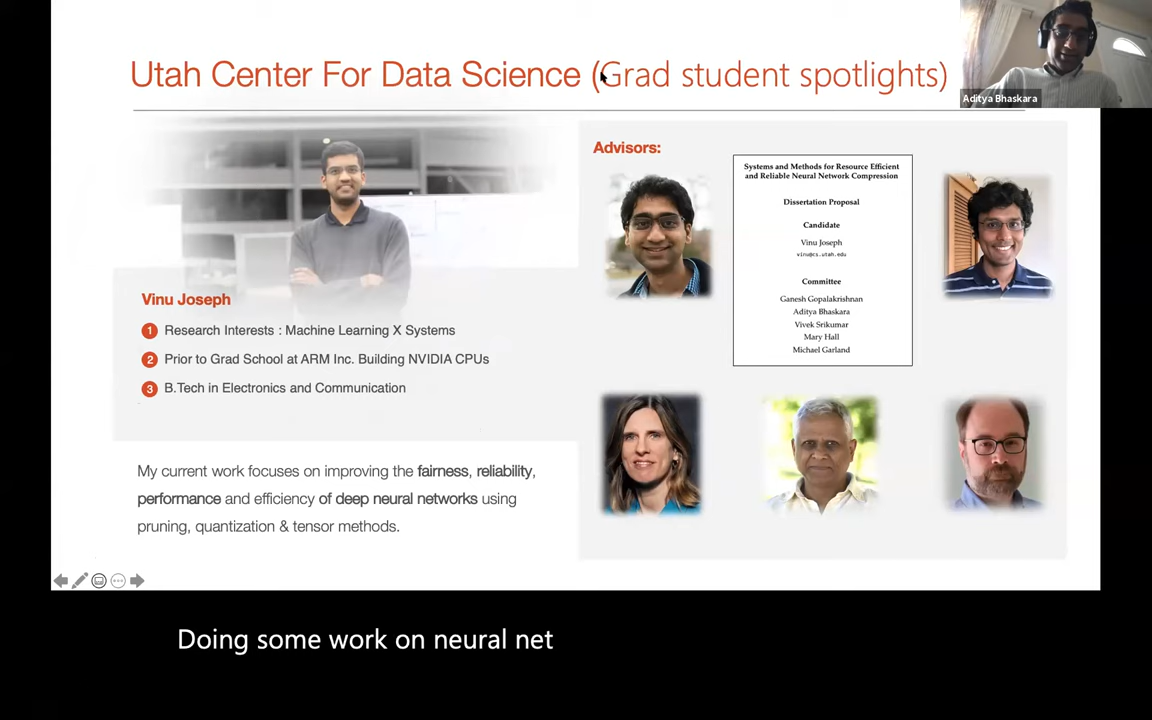 Utah Center For Data Science (Grad student spotlights)
Aditya Bhaskara
Vinu Joseph
1 Research Interests : Machine Learning X Systems
2 Prior to Grad School at ARM Inc. Building NVIDIA CPUs
3 B.Tech in Electronics and Communication
My current work focuses on improving the fairness, reliability,
performance and efficiency of deep neural networks using
pruning, quantization & tensor methods.
Advisors:
Systems and Methods for Resource Efficient
and Reliable Neural Network Compression
Dissertation Proposal
Candidate
Vinu Joseph
vinu@cs.utah.edu
Committee
Ganesh Gopalakrishnan
Aditya Bhaskara
Vivek Srikumar
Mary Hall
Michael Garland
Doing some work on neural net